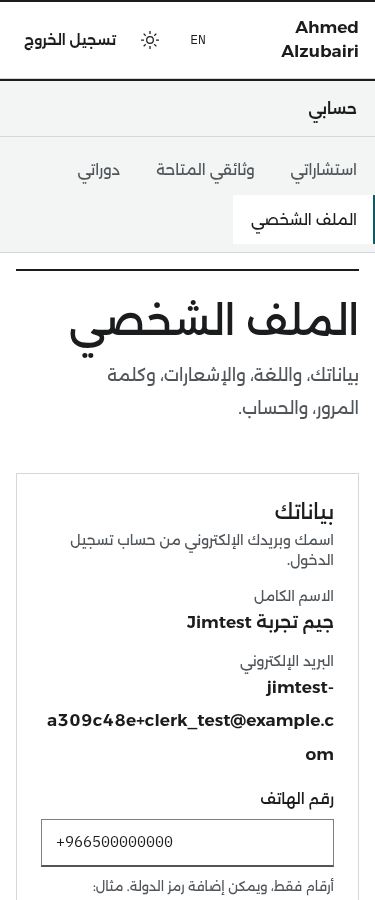 Ahmed
Alzubairi
EN
تسجيل الخروج
حسابي
استشاراتي
وثائقي المتاحة
دوراتي
الملف الشخصي
الملف الشخصي
بياناتك، واللغة، والإشعارات، وكلمة
المرور، والحساب.
بياناتك
اسمك وبريدك الإلكتروني من حساب تسجيل
الدخول.
الاسم الكامل
جيم تجربة Jimtest
البريد الإلكتروني
jimtest-
a309c48e+clerk_test@example.c
om
رقم الهاتف
+966500000000
أرقام فقط، ويمكن إضافة رمز الدولة. مثال: